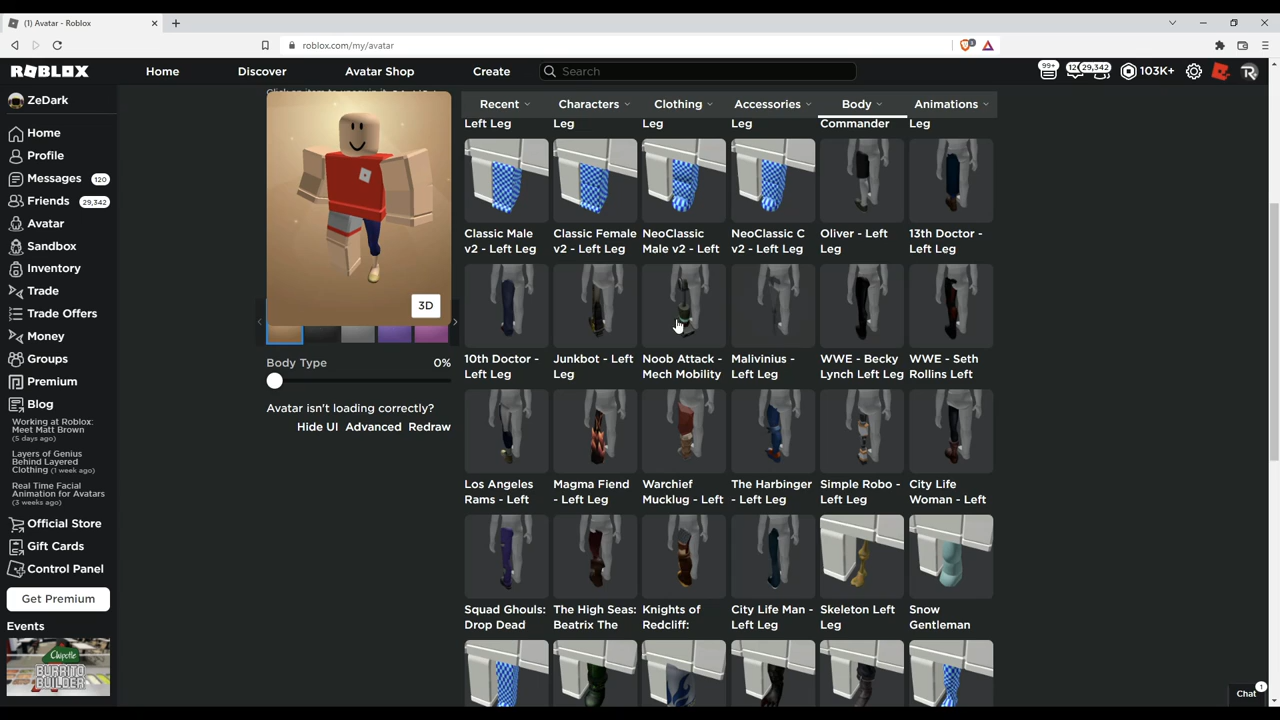 (1) Avatar - Roblox
roblox.com/my/avatar
1
ROBLOX
Home
Discover
Avatar Shop
Create
Search
99+
29,342
103K+
ZeDark
Home
Profile
Messages 120
Friends 29,342
Avatar
Sandbox
Inventory
Trade
Trade Offers
Money
Groups
Premium
Blog
Working at Roblox:
Meet Matt Brown
(5 days ago)
Layers of Genius
Behind Layered
Clothing (1 week ago)
Real Time Facial
Animation for Avatars
(3 weeks ago)
Official Store
Gift Cards
Control Panel
Get Premium
Events
Chipotle
BURRITO
BUILDER
3D
Body Type 0%
Avatar isn't loading correctly?
Hide UI Advanced Redraw
Recent
Characters
Clothing
Accessories
Body
Animations
Left Leg
Leg
Leg
Leg
Commander
Leg
Classic Male
v2 - Left Leg
Classic Female
v2 - Left Leg
NeoClassic
Male v2 - Left
NeoClassic C
v2 - Left Leg
Oliver - Left
Leg
13th Doctor -
Left Leg
10th Doctor -
Left Leg
Junkbot - Left
Leg
Noob Attack -
Mech Mobility
Malivinius -
Left Leg
WWE - Becky
Lynch Left Leg
WWE - Seth
Rollins Left
Los Angeles
Rams - Left
Magma Fiend
- Left Leg
Warchief
Mucklug - Left
The Harbinger
- Left Leg
Simple Robo -
Left Leg
City Life
Woman - Left
Squad Ghouls:
Drop Dead
The High Seas:
Beatrix The
Knights of
Redcliff:
City Life Man -
Left Leg
Skeleton Left
Leg
Snow
Gentleman
Chat
1